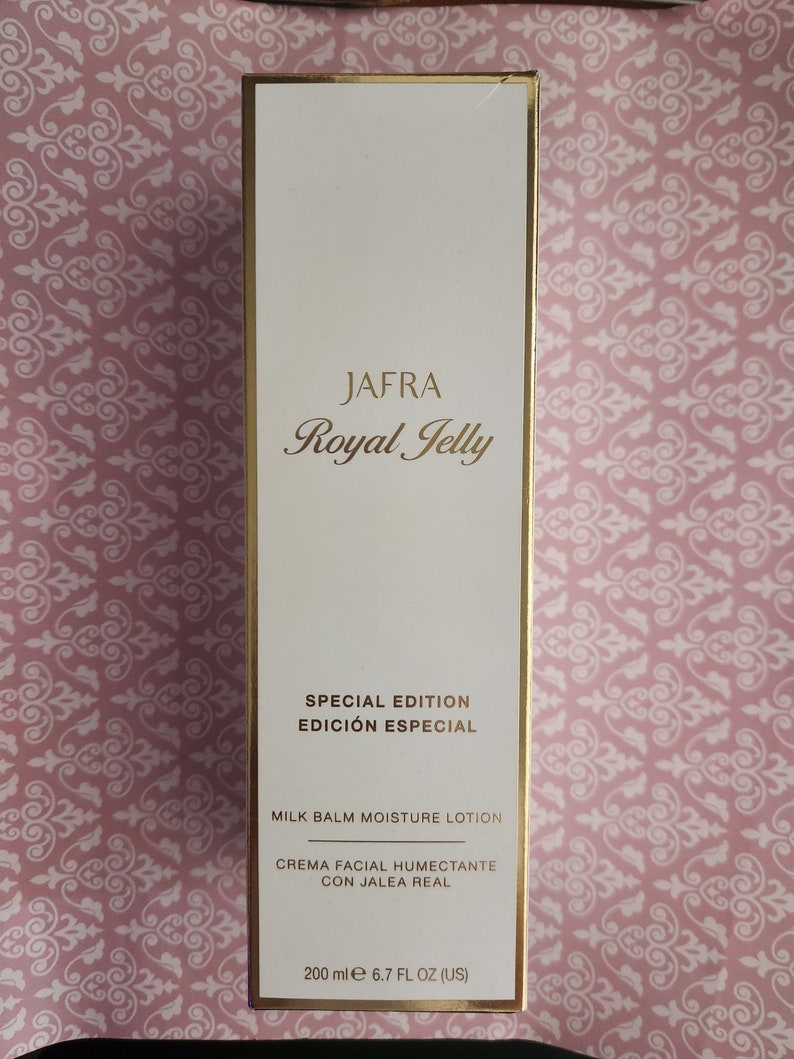 JAFRA
Royal Jelly
SPECIAL EDITION
EDICIÓN ESPECIAL
MILK BALM MOISTURE LOTION
CREMA FACIAL HUMECTANTE
CON JALEA REAL
200 ml ℮ 6.7 FL OZ (US)